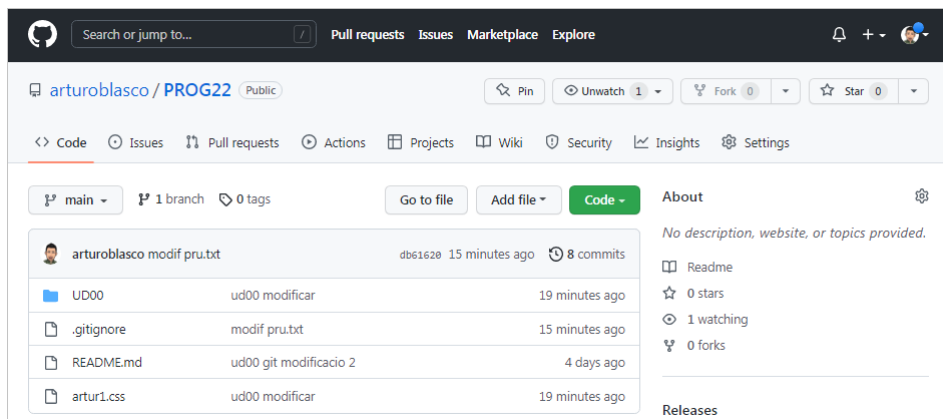 Search or jump to... / Pull requests Issues Marketplace Explore
arturoblasco / PROG22 Public Pin Unwatch 1 Fork 0 Star 0
Code Issues Pull requests Actions Projects Wiki Security Insights Settings
main 1 branch 0 tags Go to file Add file Code
arturoblasco modif pru.txt db61620 15 minutes ago 8 commits
UD00 ud00 modificar 19 minutes ago
.gitignore modif pru.txt 15 minutes ago
README.md ud00 git modificacio 2 4 days ago
artur1.css ud00 modificar 19 minutes ago
About
No description, website, or topics provided.
Readme
0 stars
1 watching
0 forks
Releases